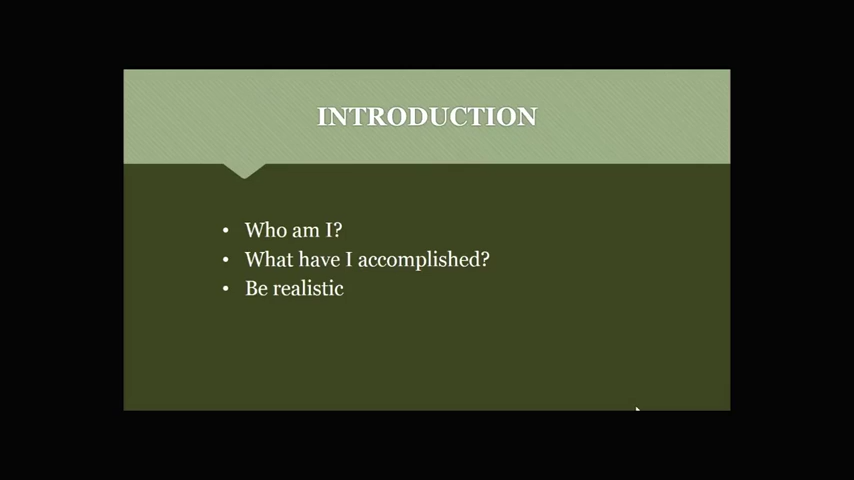 INTRODUCTION
• Who am I?
• What have I accomplished?
• Be realistic